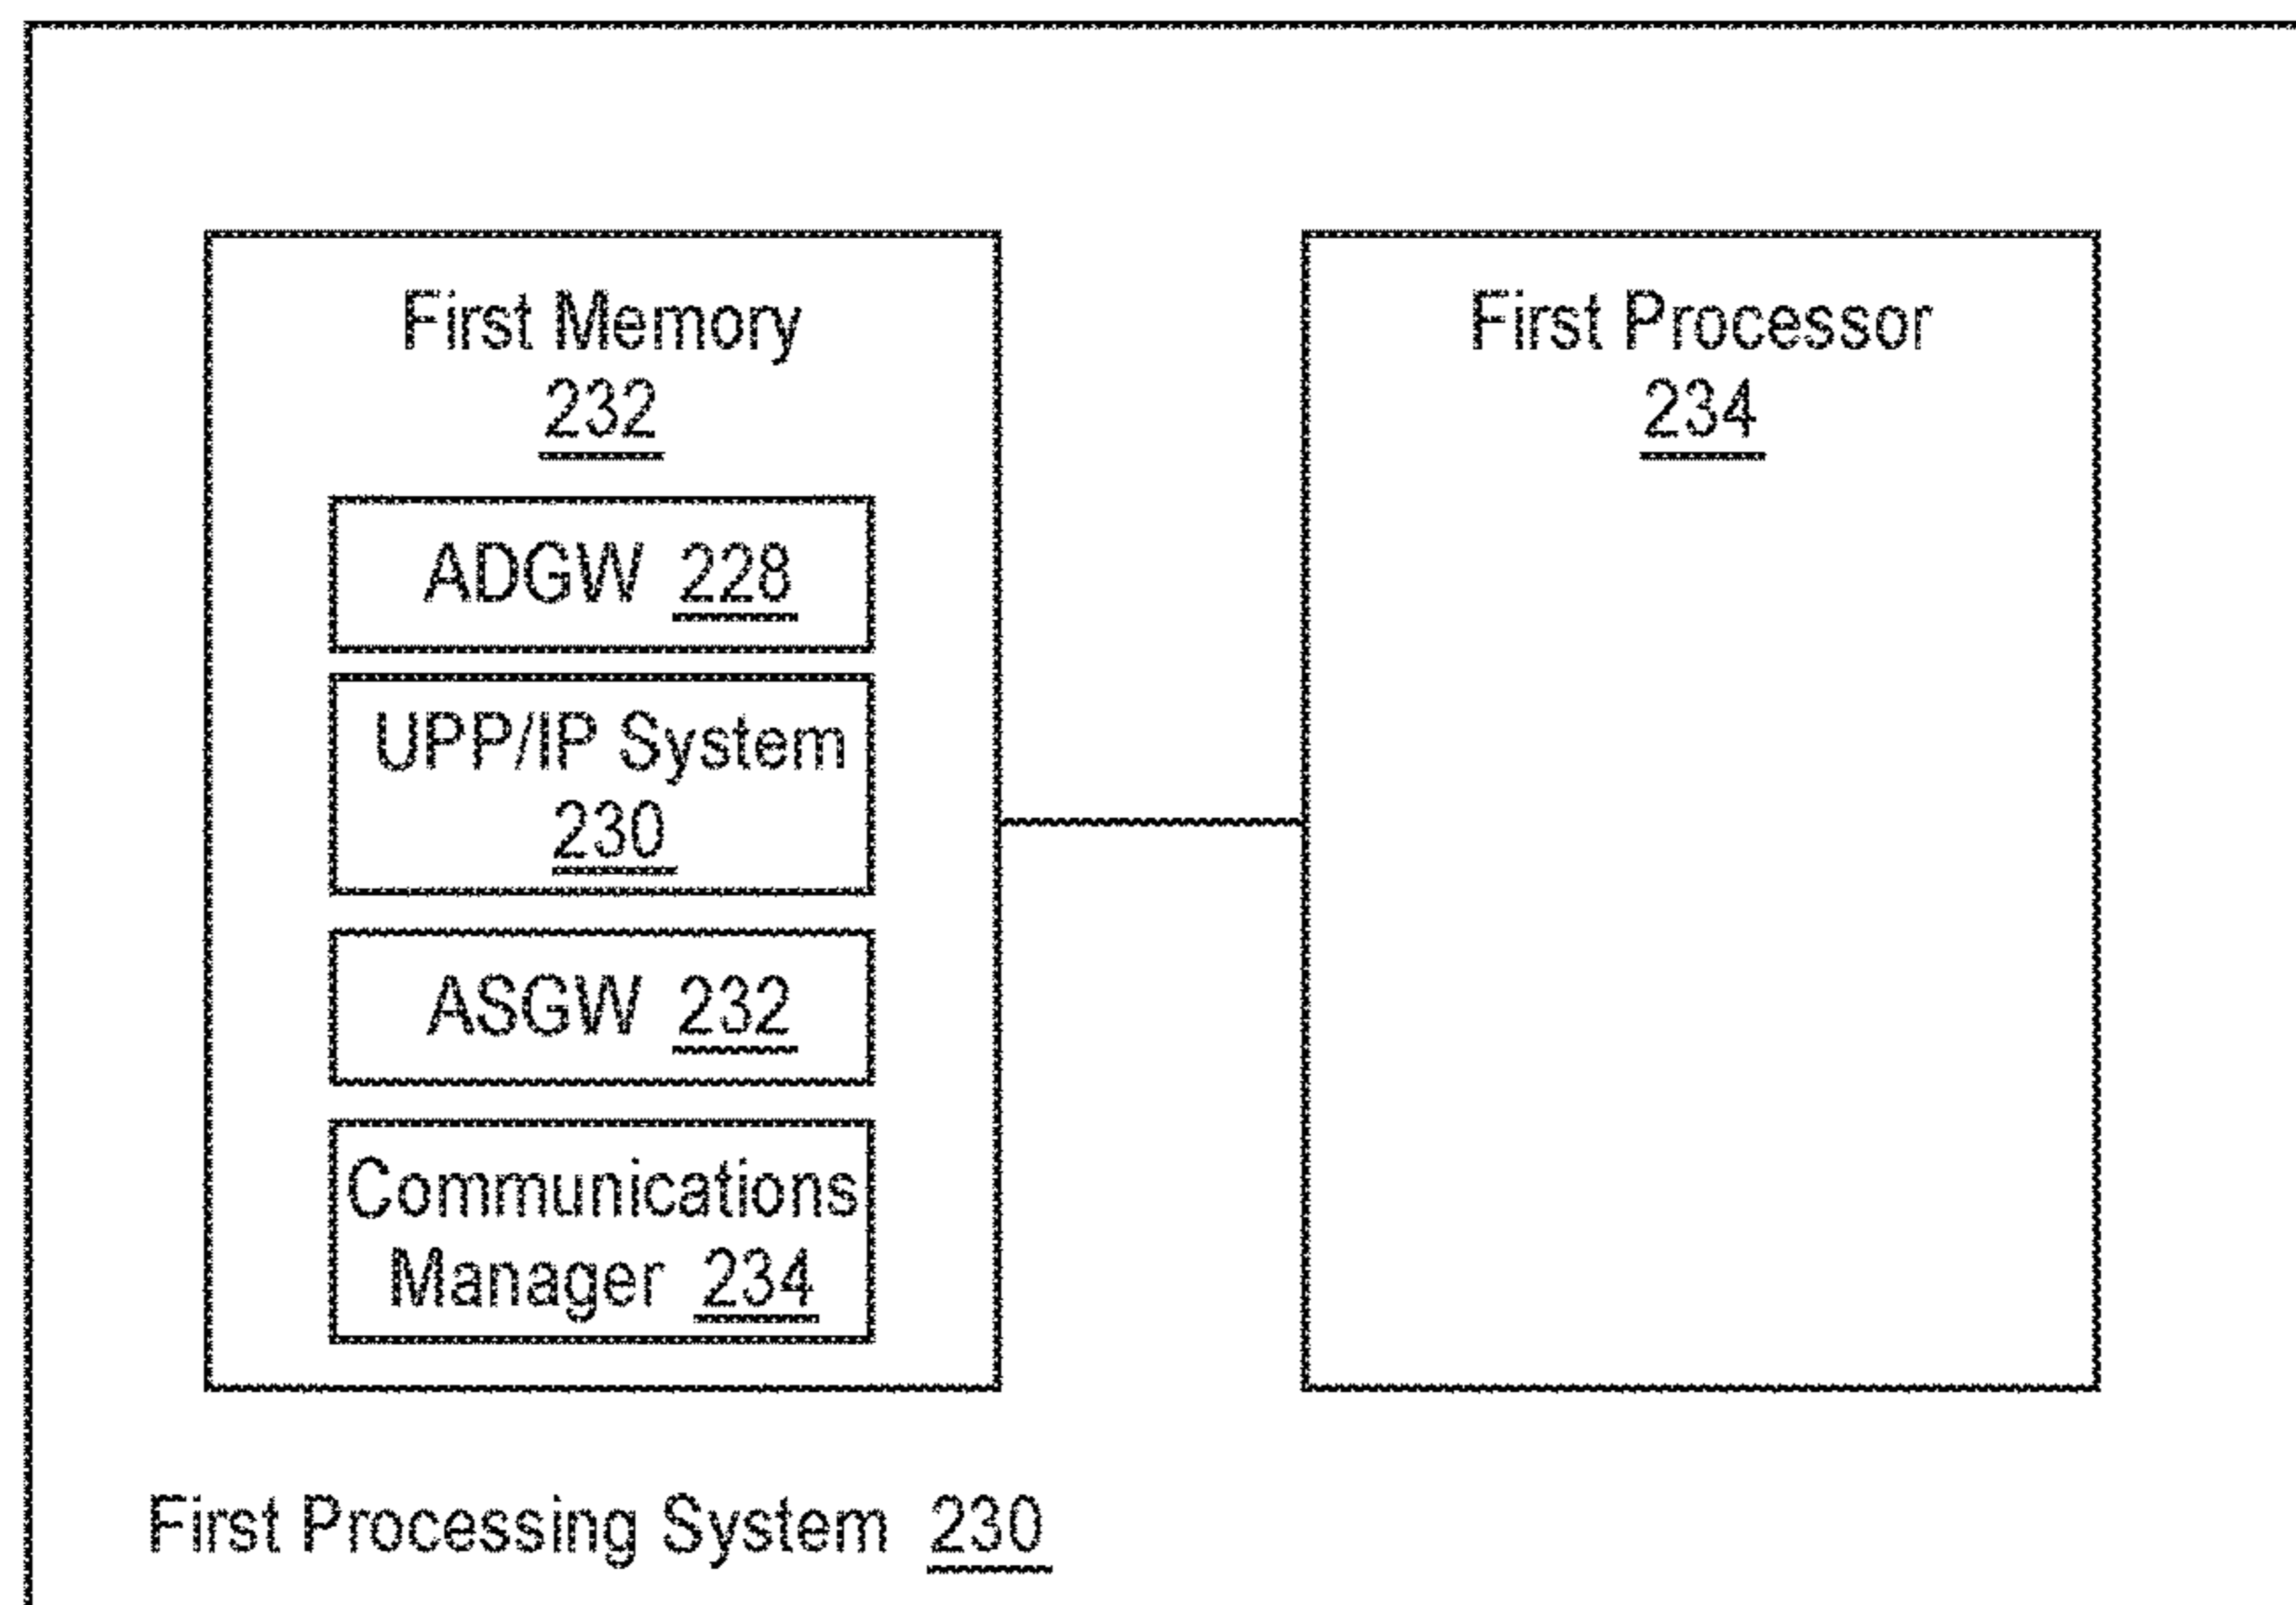 First Memory
232
ADGW 228
UPP/IP System
230
ASGW 232
Communications
Manager 234
First Processor
234
First Processing System 230